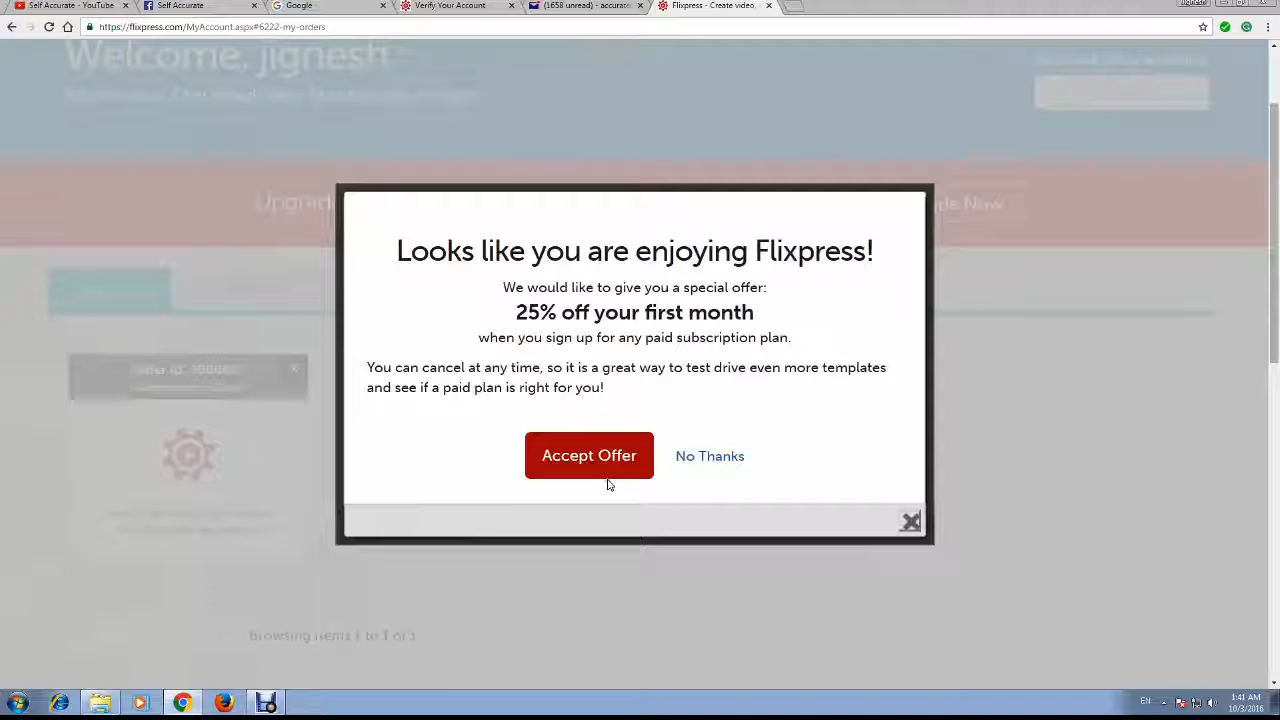 Self Accurate - YouTube
Self Accurate
Google
Verify Your Account
(1658 unread) - accurate
Flixpress - Create video,
https://flixpress.com/MyAccount.aspx#6222-my-orders
Welcome, jignesh
Looks like you are enjoying Flixpress!
We would like to give you a special offer:
25% off your first month
when you sign up for any paid subscription plan.
You can cancel at any time, so it is a great way to test drive even more templates
and see if a paid plan is right for you!
Accept Offer
No Thanks
Browsing items 1 to 1 of 1
EN
1:41 AM
10/3/2016